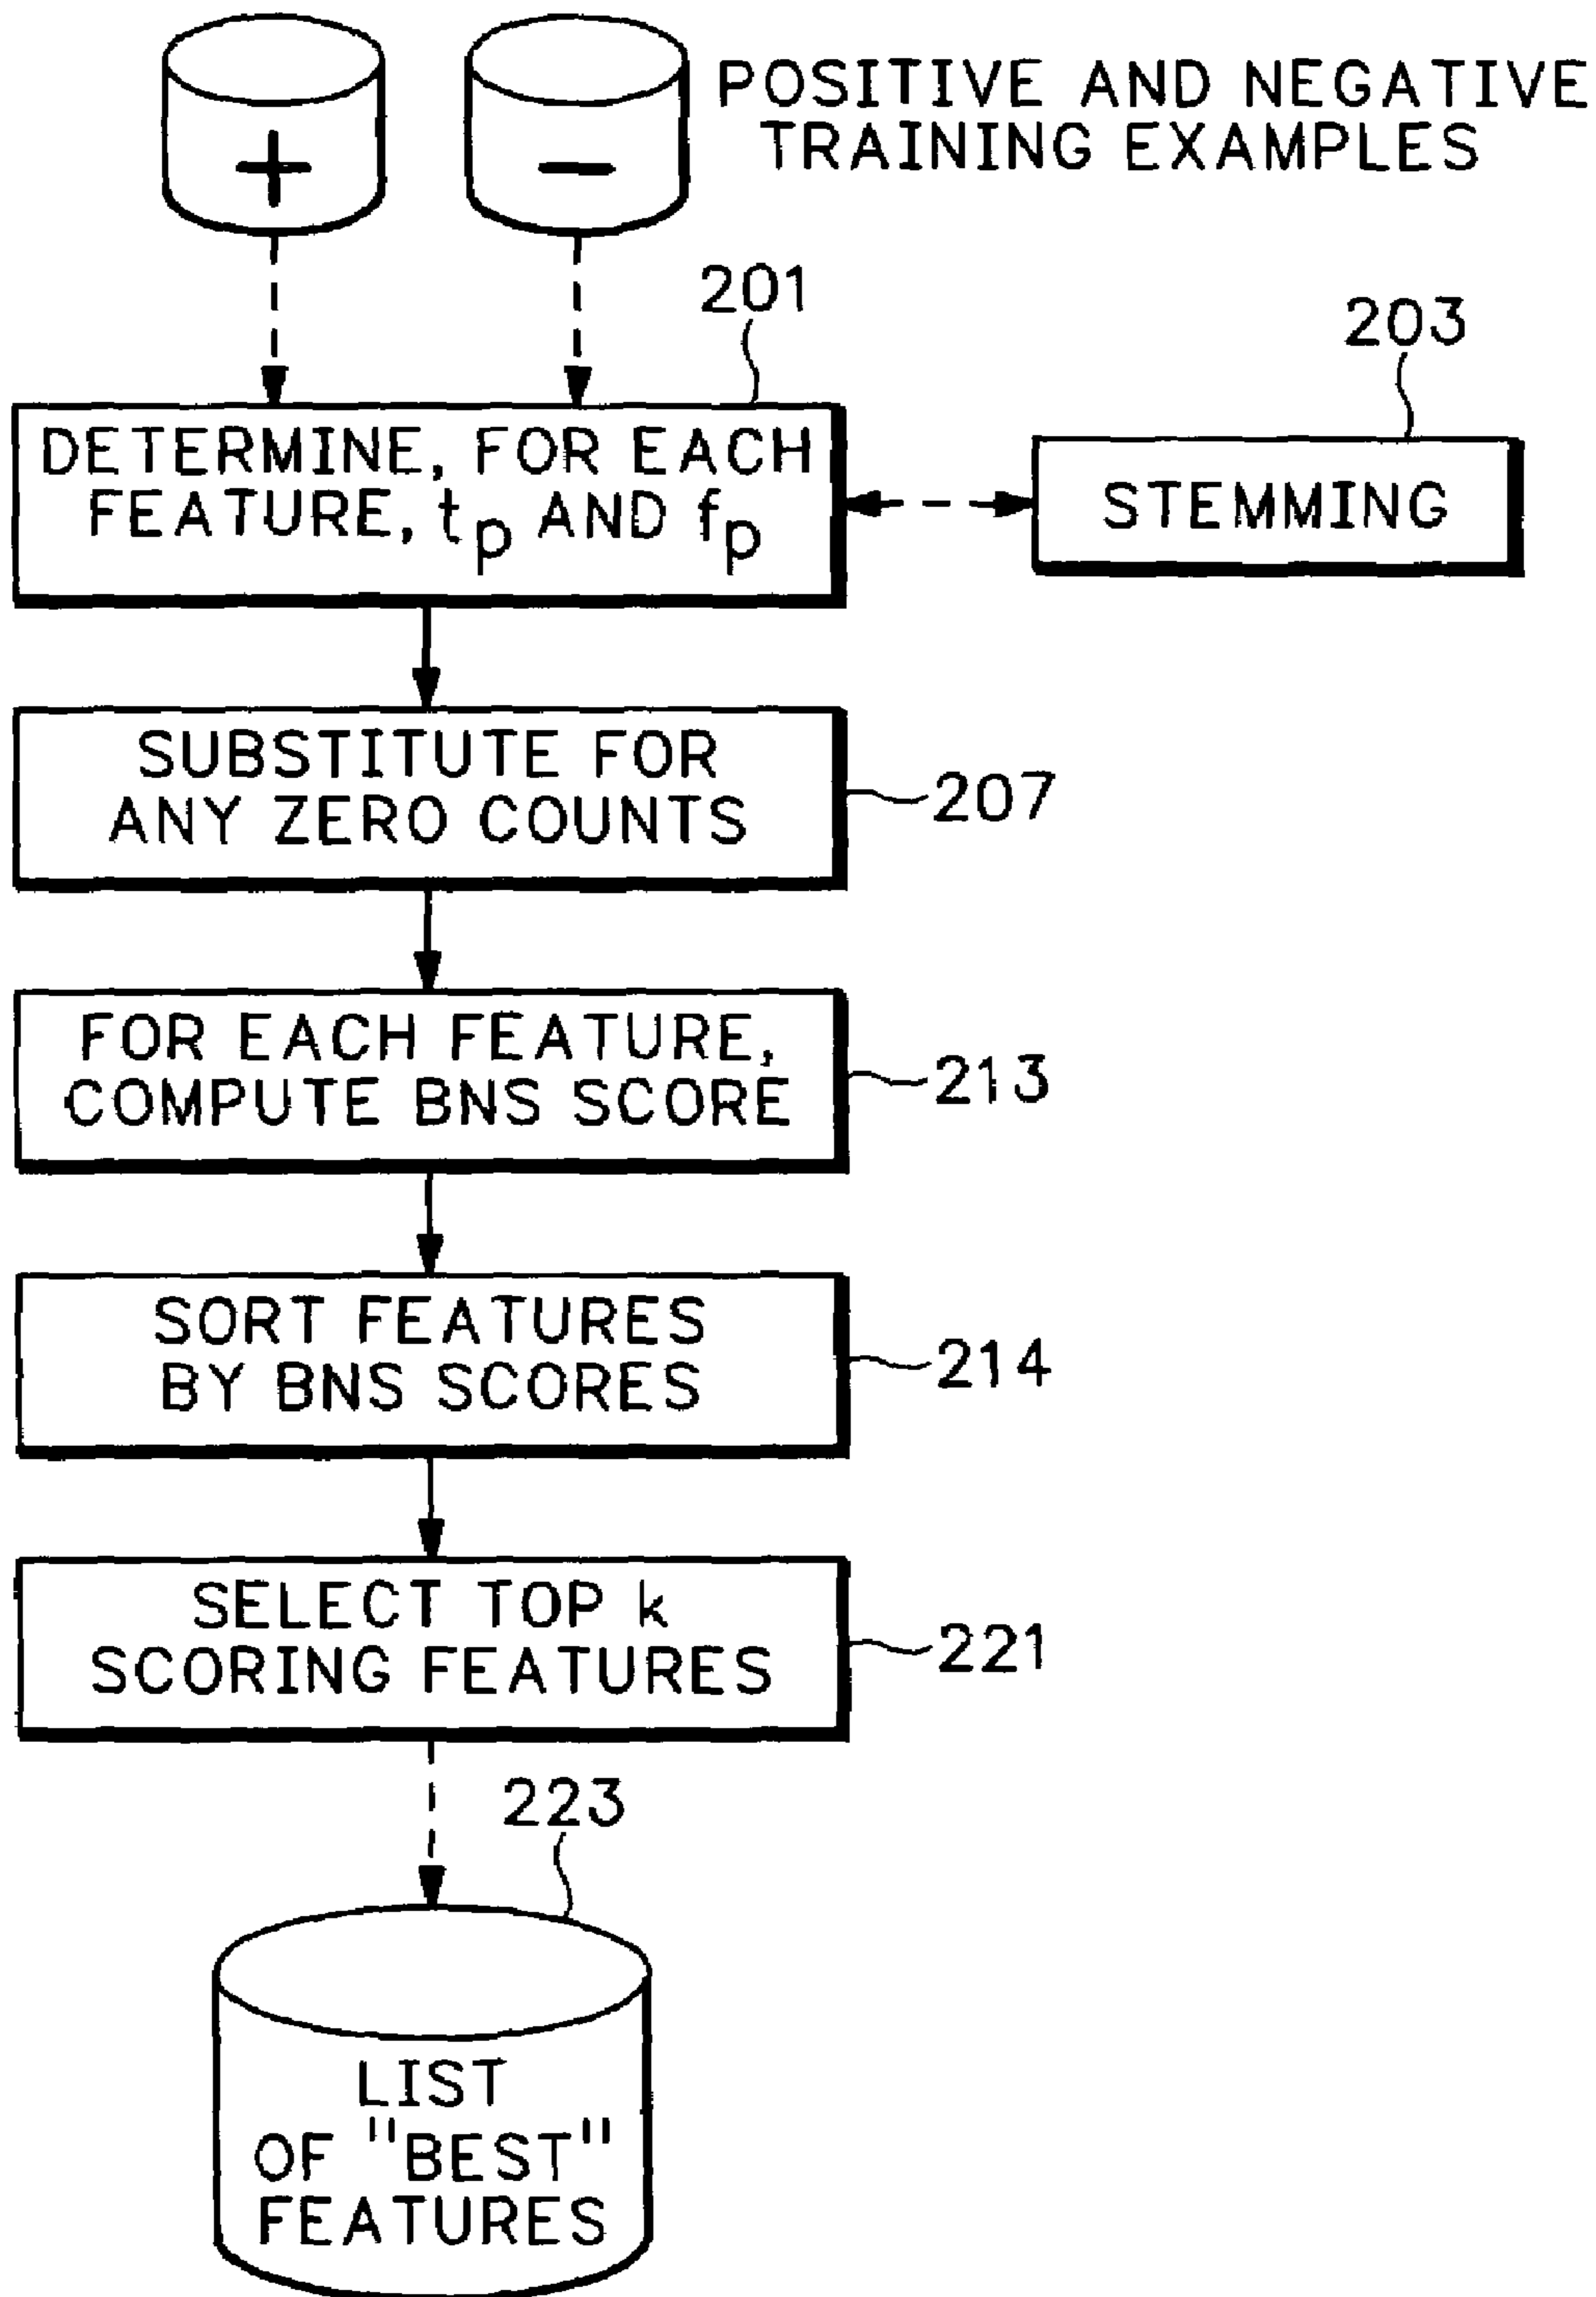 +
−
POSITIVE AND NEGATIVE
TRAINING EXAMPLES
201
203
DETERMINE, FOR EACH
FEATURE, tp AND fp
STEMMING
SUBSTITUTE FOR
ANY ZERO COUNTS
207
FOR EACH FEATURE,
COMPUTE BNS SCORE
213
SORT FEATURES
BY BNS SCORES
214
SELECT TOP k
SCORING FEATURES
221
223
LIST
OF "BEST"
FEATURES